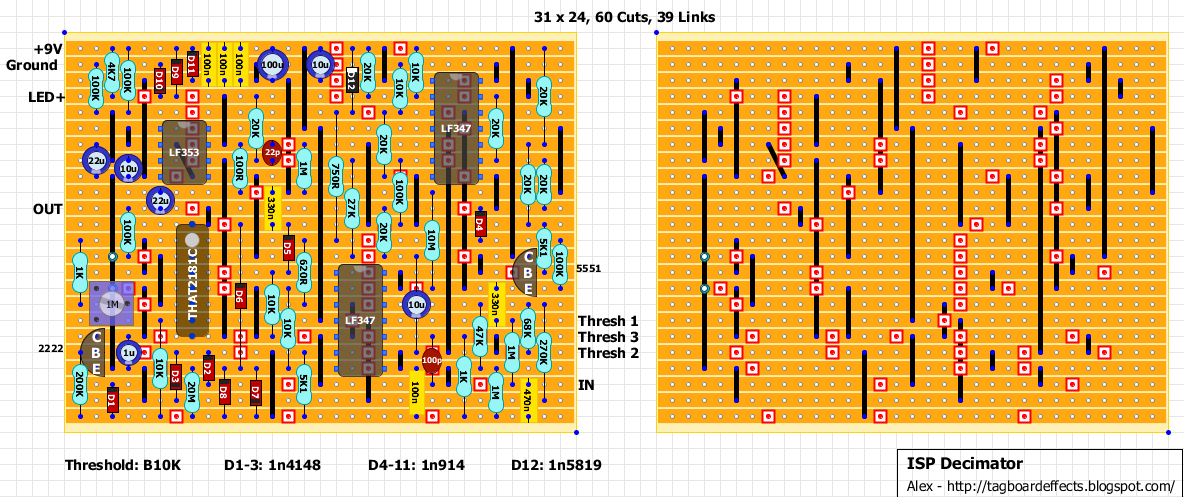 31 x 24, 60 Cuts, 39 Links
+9V
Ground
LED+
OUT
2222
5551
Thresh 1
Thresh 3
Thresh 2
IN
100K
4K7
100K
D10
D9
D11
100n
100n
100n
100u
10u
D12
20K
10K
10K
LF347
20K
20K
LF353
20K
22p
100R
1M
20K
22u
10u
22u
750R
27K
100K
20K
20K
330n
100K
20K
10M
D4
5K1
100K
1K
THAT2181C
D5
620R
C
B
E
1M
D6
10K
10K
LF347
10u
330n
47K
68K
1M
270K
C
B
E
1u
10K
200K
D3
D2
20M
D8
D7
5K1
100p
100n
1K
1M
470n
D1
Threshold: B10K
D1-3: 1n4148
D4-11: 1n914
D12: 1n5819
ISP Decimator
Alex - http://tagboardeffects.blogspot.com/